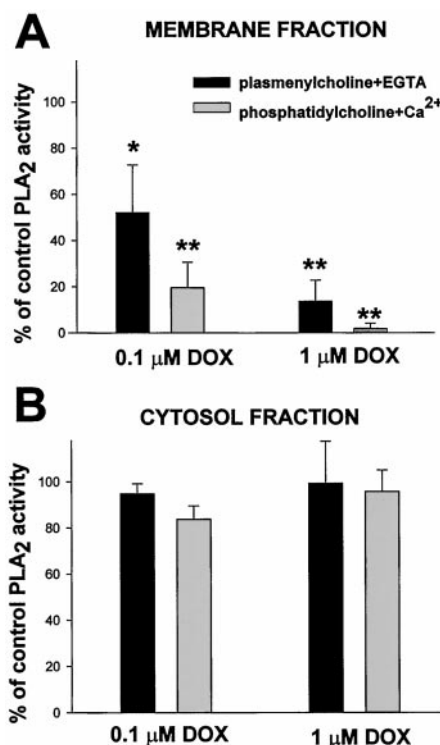 A
MEMBRANE FRACTION
plasmenylcholine+EGTA
phosphatidylcholine+Ca2+
% of control PLA2 activity
100
80
60
40
20
0
*
**
**
**
0.1 μM DOX
1 μM DOX
B
CYTOSOL FRACTION
% of control PLA2 activity
100
80
60
40
20
0
0.1 μM DOX
1 μM DOX